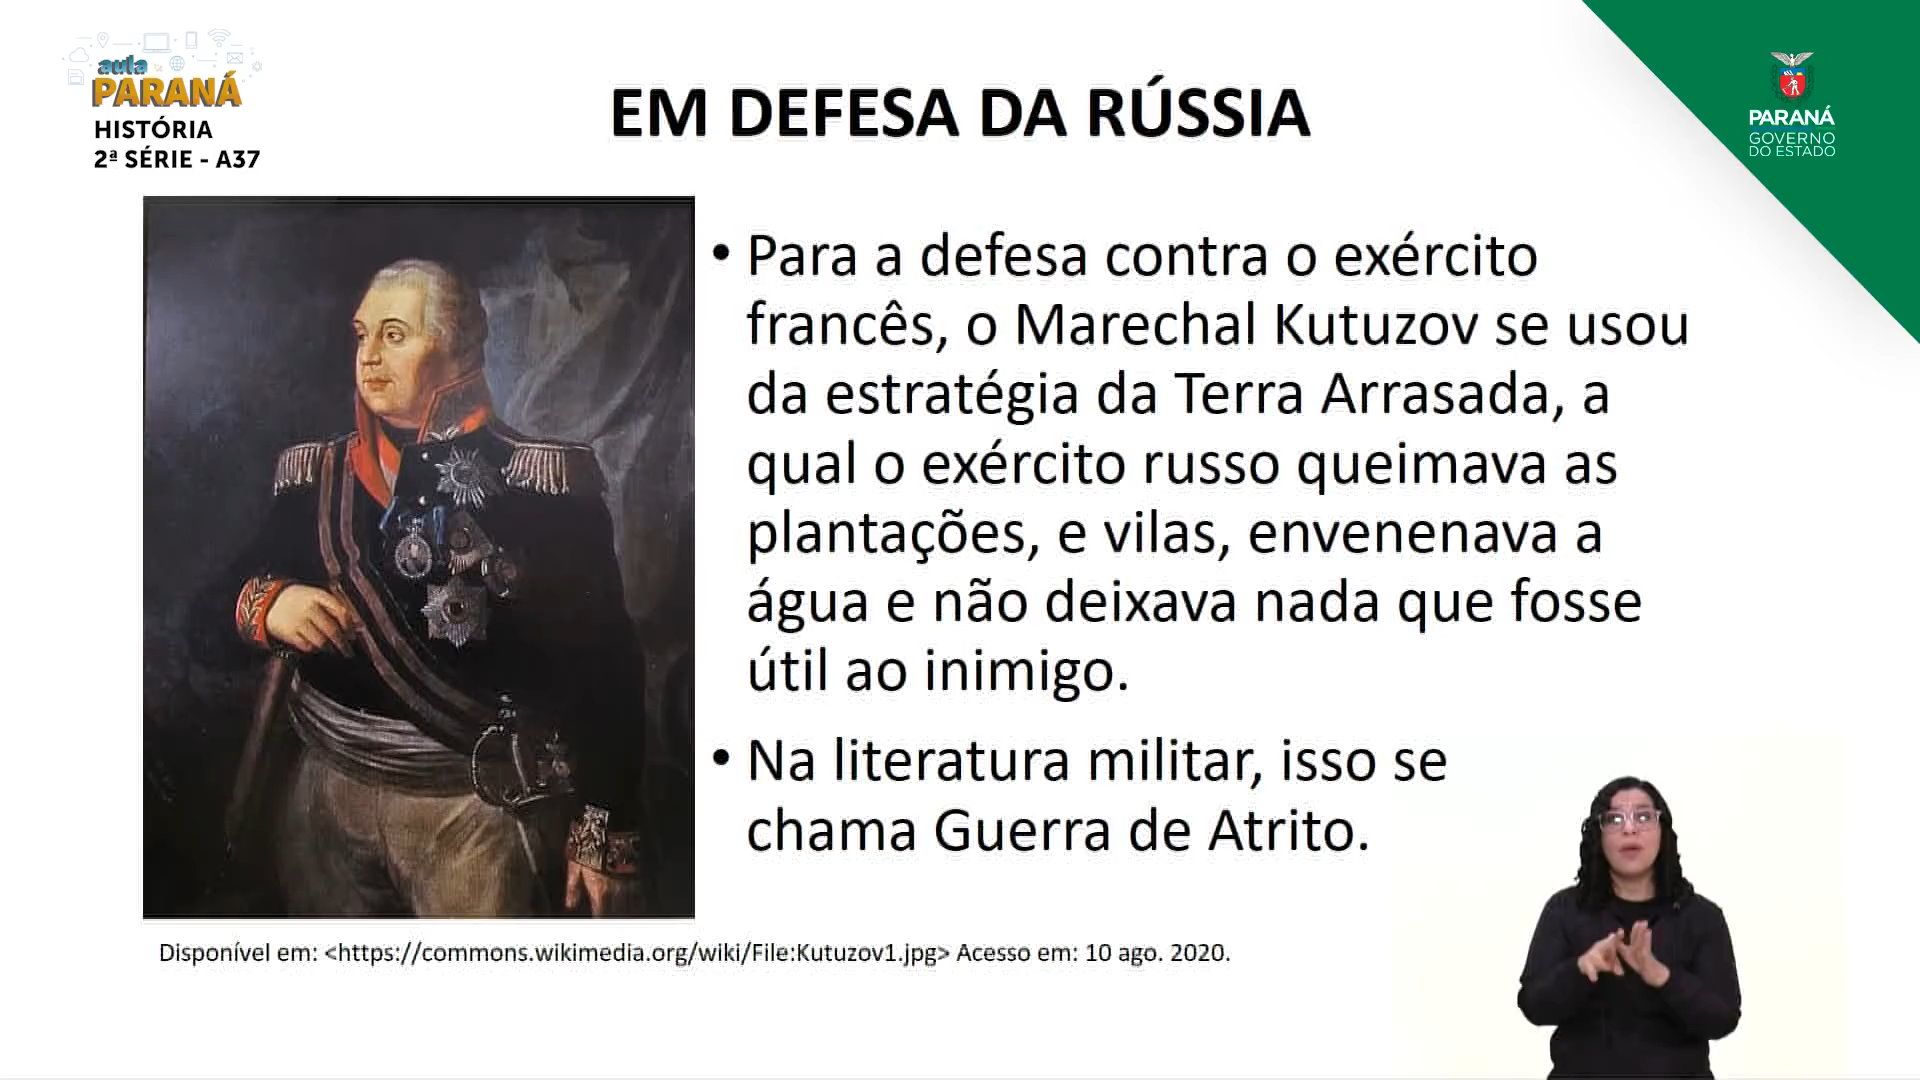 aula
PARANÁ
HISTÓRIA
2ª SÉRIE - A37
EM DEFESA DA RÚSSIA
PARANÁ
GOVERNO
DO ESTADO
• Para a defesa contra o exército
francês, o Marechal Kutuzov se usou
da estratégia da Terra Arrasada, a
qual o exército russo queimava as
plantações, e vilas, envenenava a
água e não deixava nada que fosse
útil ao inimigo.
• Na literatura militar, isso se
chama Guerra de Atrito.
Disponível em: <https://commons.wikimedia.org/wiki/File:Kutuzov1.jpg> Acesso em: 10 ago. 2020.